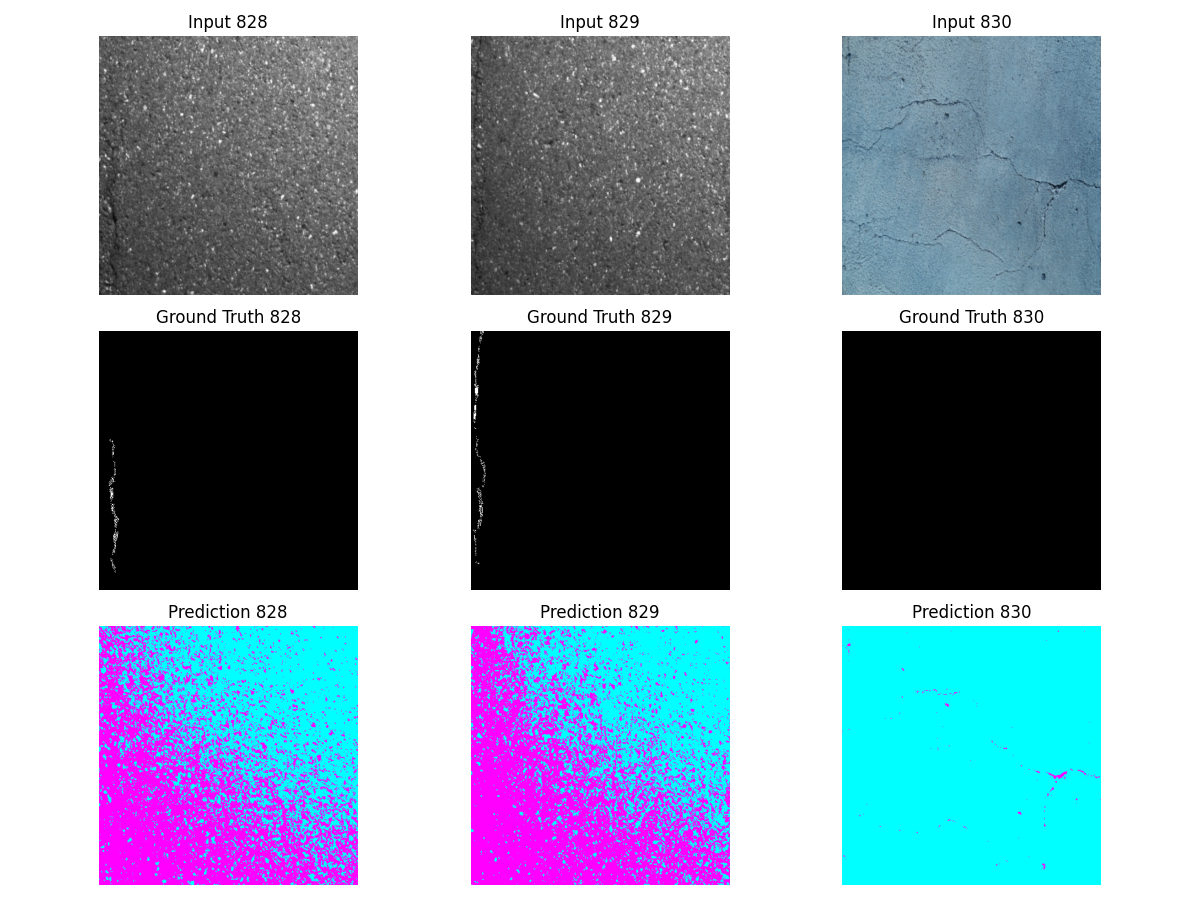 Input 828
Input 829
Input 830
Ground Truth 828
Ground Truth 829
Ground Truth 830
Prediction 828
Prediction 829
Prediction 830